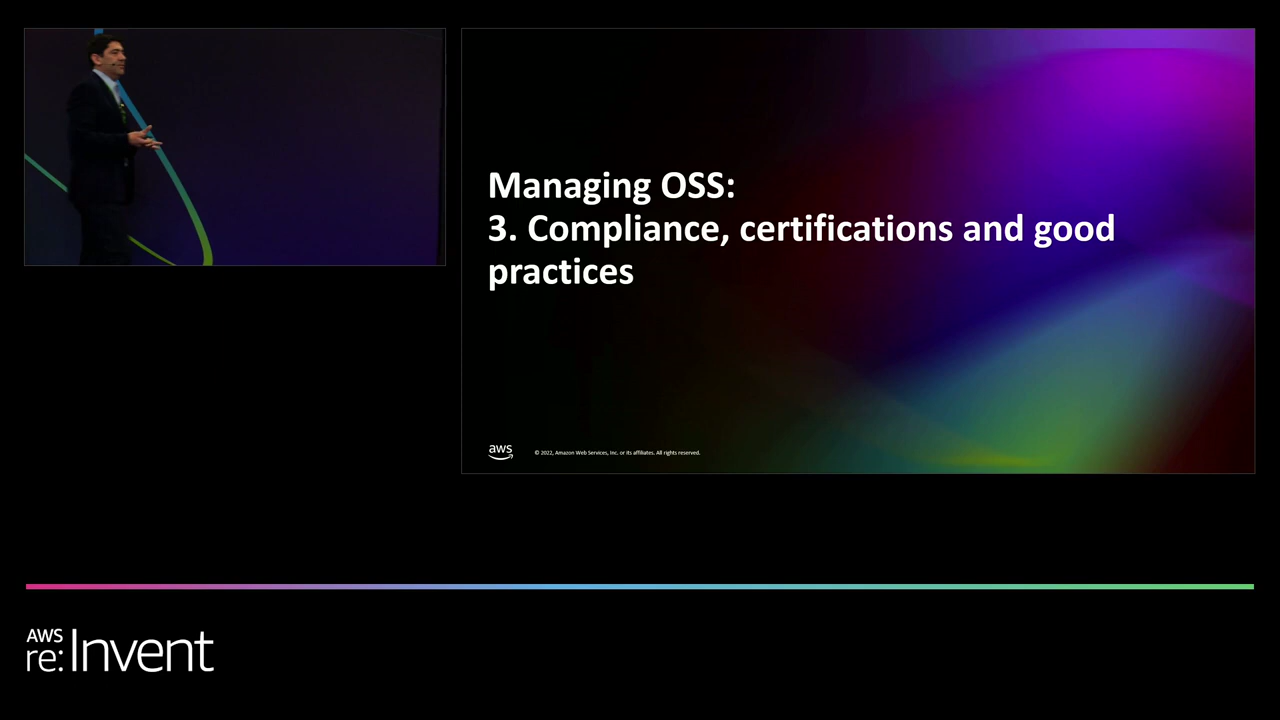 Managing OSS:
3. Compliance, certifications and good
practices
aws
© 2022, Amazon Web Services, Inc. or its affiliates. All rights reserved.
AWS
re:Invent